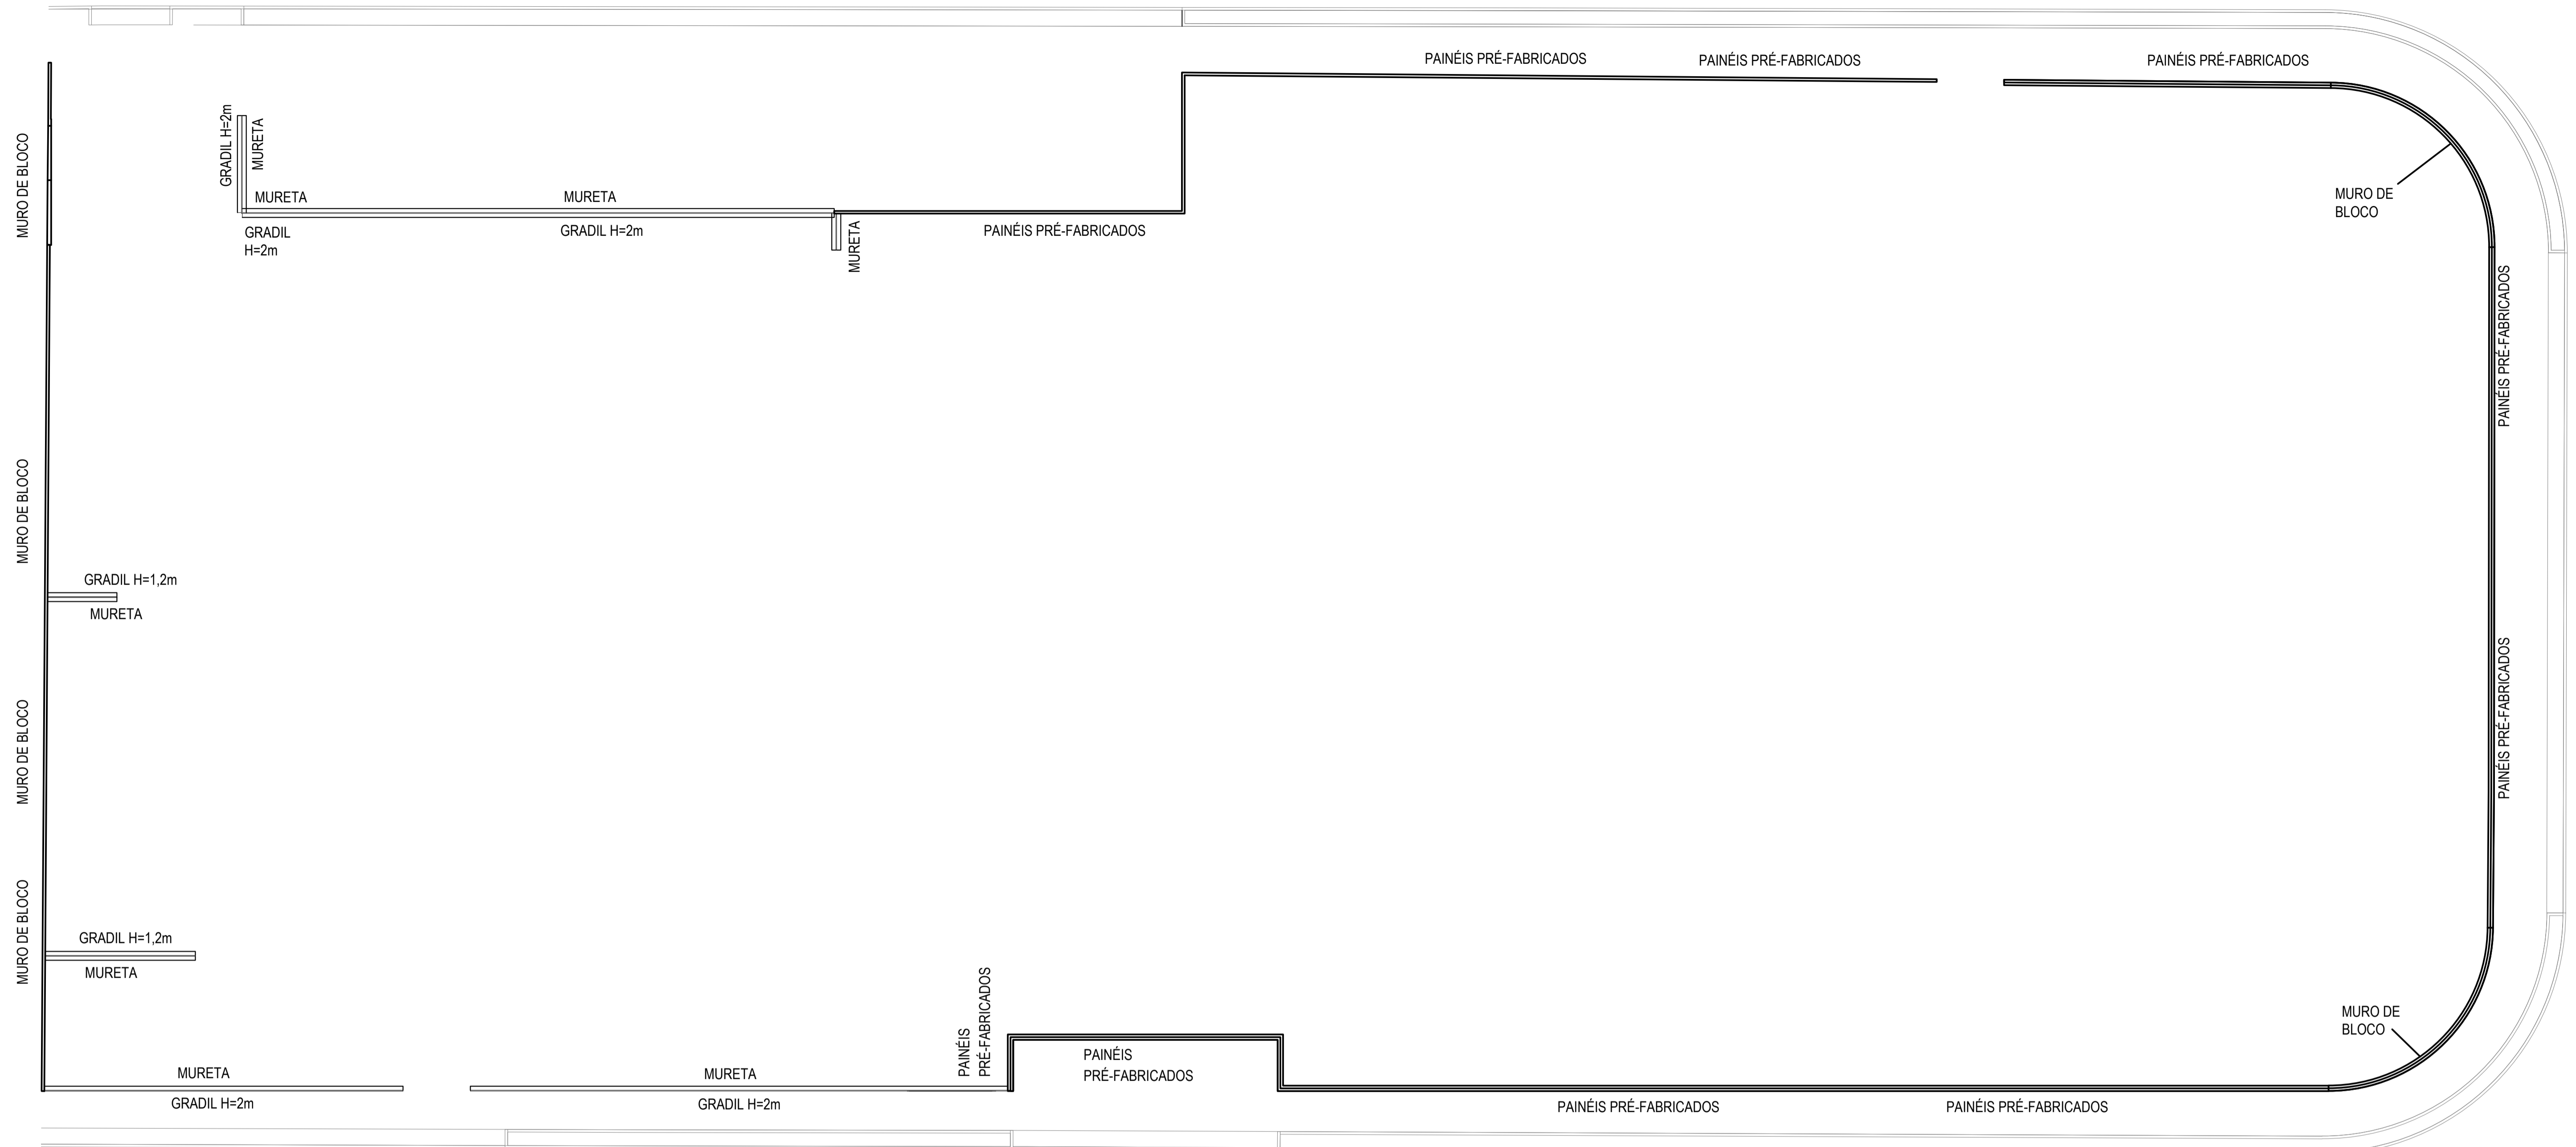 PAINÉIS PRÉ-FABRICADOS
PAINÉIS PRÉ-FABRICADOS
PAINÉIS PRÉ-FABRICADOS
MURO DE BLOCO
GRADIL H=2m
MURETA
MURETA
MURETA
MURO DE
BLOCO
GRADIL
H=2m
GRADIL H=2m
MURETA
PAINÉIS PRÉ-FABRICADOS
PAINÉIS PRÉ-FABRICADOS
MURO DE BLOCO
GRADIL H=1,2m
MURETA
MURO DE BLOCO
PAINÉIS PRÉ-FABRICADOS
MURO DE BLOCO
GRADIL H=1,2m
MURETA
PAINÉIS
PRÉ-FABRICADOS
MURO DE
BLOCO
PAINÉIS
PRÉ-FABRICADOS
MURETA
MURETA
GRADIL H=2m
GRADIL H=2m
PAINÉIS PRÉ-FABRICADOS
PAINÉIS PRÉ-FABRICADOS